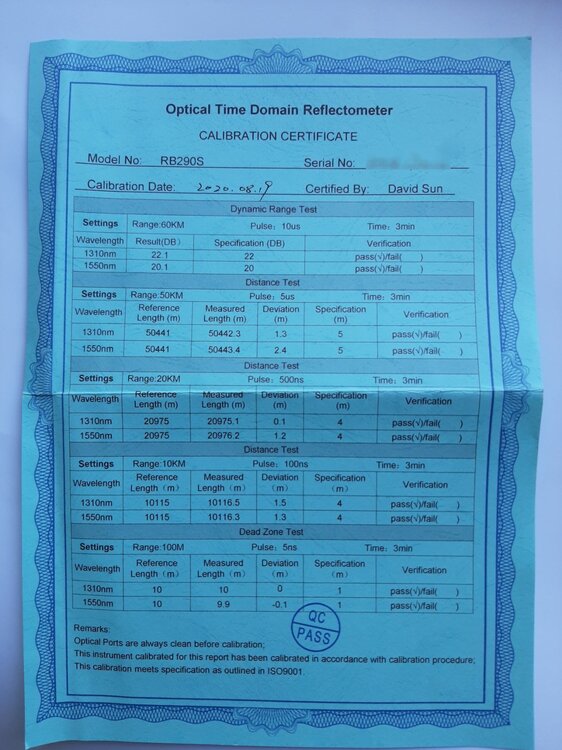 Optical Time Domain Reflectometer
CALIBRATION CERTIFICATE
Model No: RB290S Serial No:
Calibration Date: 2020.08.19 Certified By: David Sun
Dynamic Range Test
Settings Range:60KM Pulse: 10us Time: 3min
Wavelength Result(DB) Specification (DB) Verification
1310nm 22.1 22 pass(√)/fail( )
1550nm 20.1 20 pass(√)/fail( )
Distance Test
Settings Range:50KM Pulse: 5us Time: 3min
Wavelength Reference Length (m) Measured Length (m) Deviation (m) Specification (m) Verification
1310nm 50441 50442.3 1.3 5 pass(√)/fail( )
1550nm 50441 50443.4 2.4 5 pass(√)/fail( )
Distance Test
Settings Range:20KM Pulse: 500ns Time: 3min
Wavelength Reference Length (m) Measured Length (m) Deviation (m) Specification (m) Verification
1310nm 20975 20975.1 0.1 4 pass(√)/fail( )
1550nm 20975 20976.2 1.2 4 pass(√)/fail( )
Distance Test
Settings Range:10KM Pulse: 100ns Time: 3min
Wavelength Reference Length (m) Measured Length (m) Deviation (m) Specification (m) Verification
1310nm 10115 10116.5 1.5 4 pass(√)/fail( )
1550nm 10115 10116.3 1.3 4 pass(√)/fail( )
Dead Zone Test
Settings Range:100M Pulse: 5ns Time: 3min
Wavelength Reference Length (m) Measured Length (m) Deviation (m) Specification (m) Verification
1310nm 10 10 0 1 pass(√)/fail( )
1550nm 10 9.9 -0.1 1 pass(√)/fail( )
QC
PASS
Remarks:
Optical Ports are always clean before calibration;
This instrument calibrated for this report has been calibrated in accordance with calibration procedure;
This calibration meets specification as outlined in ISO9001.